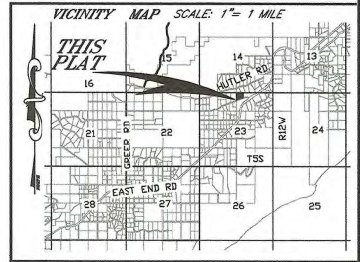 VICINITY MAP SCALE: 1"= 1 MILE
THIS
PLAT
15
14
13
16
HUTLER RD
21
GREER RD
22
23
R12W
24
T5S
EAST END RD
28
27
26
25